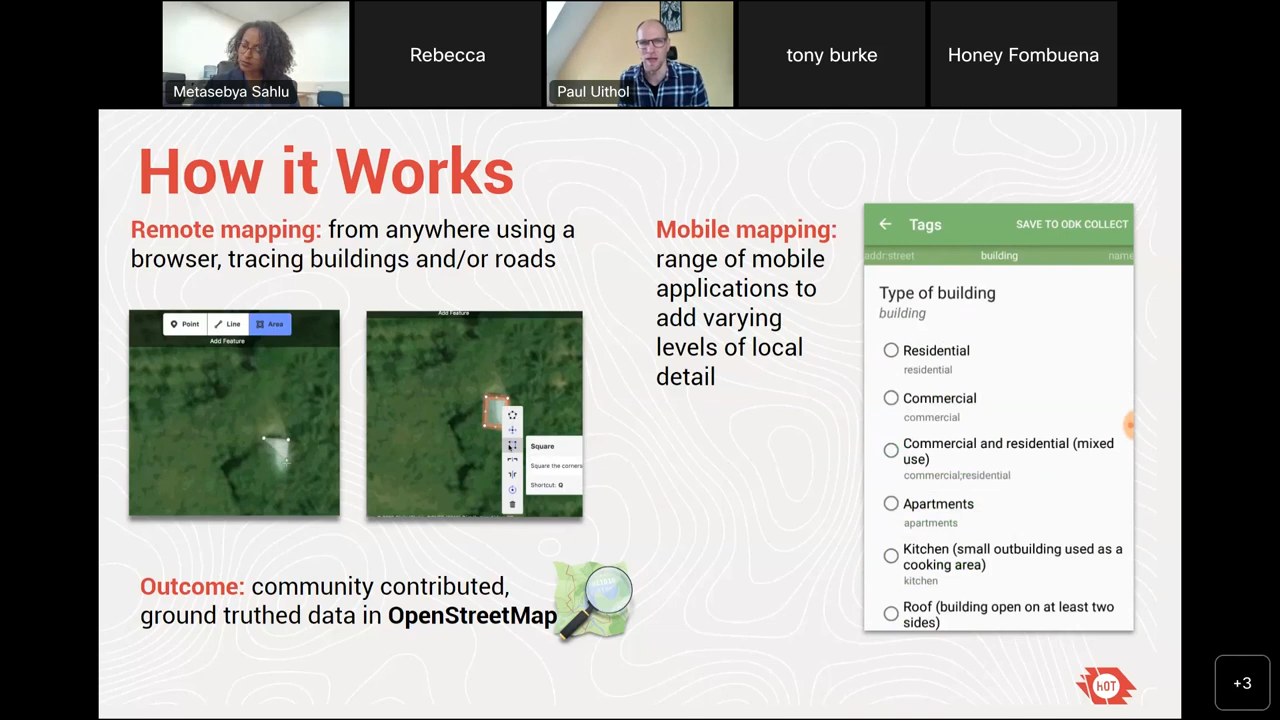 Metasebya Sahlu
Rebecca
Paul Uithol
tony burke
Honey Fombuena
How it Works
Remote mapping: from anywhere using a
browser, tracing buildings and/or roads
Point
Line
Area
Add Feature
Add Feature
Square
Square the corners
Shortcut: Q
Mobile mapping:
range of mobile
applications to
add varying
levels of local
detail
Tags
SAVE TO ODK COLLECT
addr:street
building
name
Type of building
building
Residential
residential
Commercial
commercial
Commercial and residential (mixed
use)
commercial;residential
Apartments
apartments
Kitchen (small outbuilding used as a
cooking area)
kitchen
Roof (building open on at least two
sides)
Outcome: community contributed,
ground truthed data in OpenStreetMap
hOT
+3